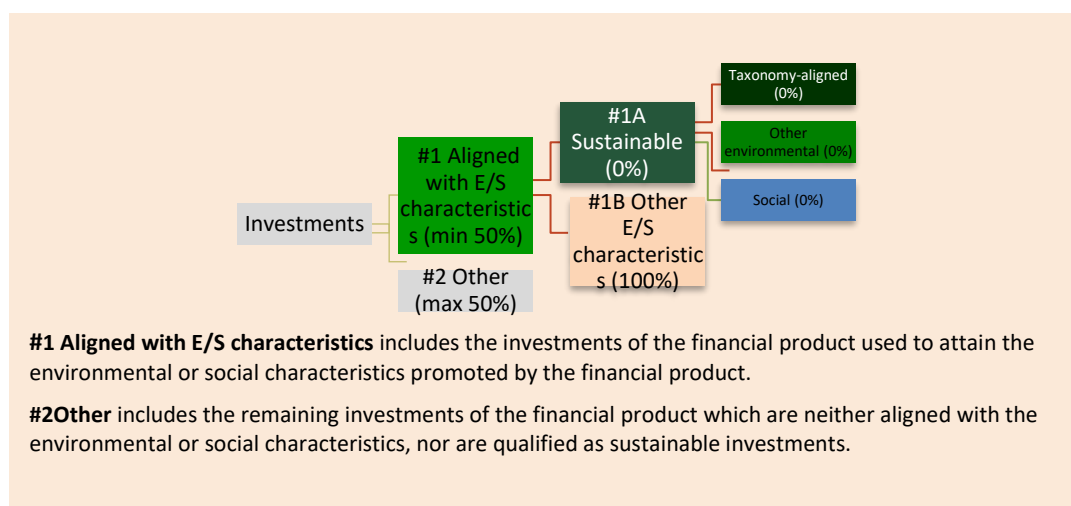 Investments
#1 Aligned
with E/S
characteristic
s (min 50%)
#2 Other
(max 50%)
#1A
Sustainable
(0%)
#1B Other
E/S
characteristic
s (100%)
Taxonomy-aligned
(0%)
Other
environmental (0%)
Social (0%)
#1 Aligned with E/S characteristics includes the investments of the financial product used to attain the
environmental or social characteristics promoted by the financial product.
#2Other includes the remaining investments of the financial product which are neither aligned with the
environmental or social characteristics, nor are qualified as sustainable investments.